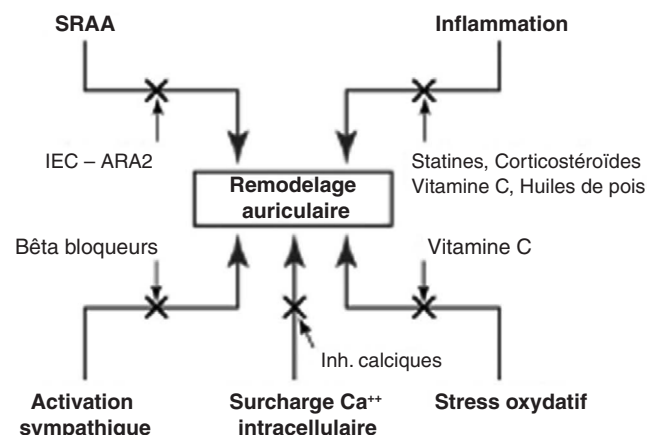 SRAA
Inflammation
IEC – ARA2
Statines, Corticostéroïdes
Vitamine C, Huiles de pois
Remodelage
auriculaire
Bêta bloqueurs
Vitamine C
Inh. calciques
Activation
sympathique
Surcharge Ca⁺⁺
intracellulaire
Stress oxydatif